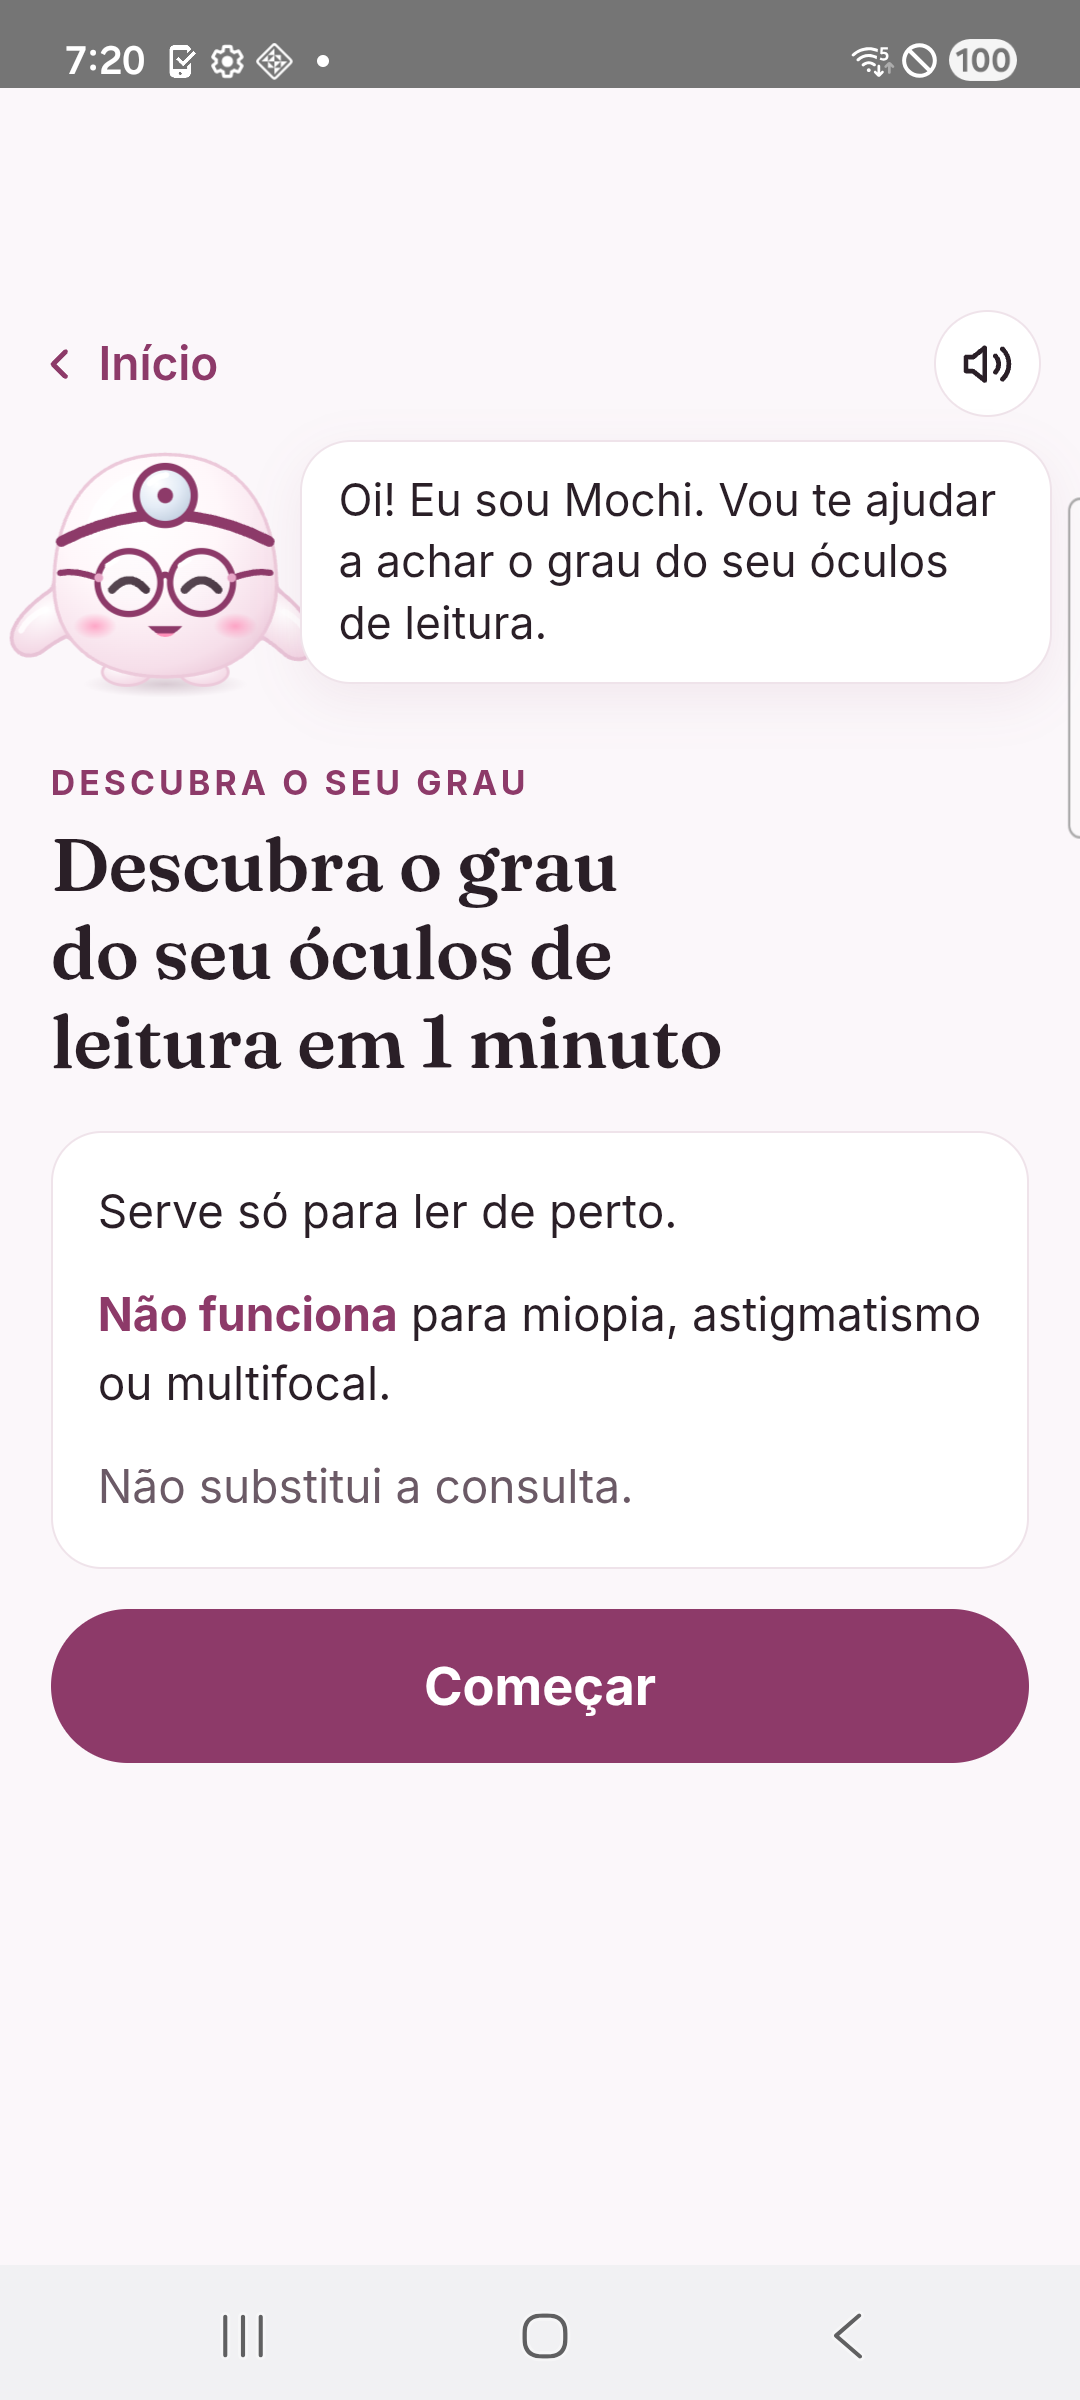 7:20
5
100
Início
Oi! Eu sou Mochi. Vou te ajudar
a achar o grau do seu óculos
de leitura.
DESCUBRA O SEU GRAU
Descubra o grau
do seu óculos de
leitura em 1 minuto
Serve só para ler de perto.
Não funciona para miopia, astigmatismo
ou multifocal.
Não substitui a consulta.
Começar